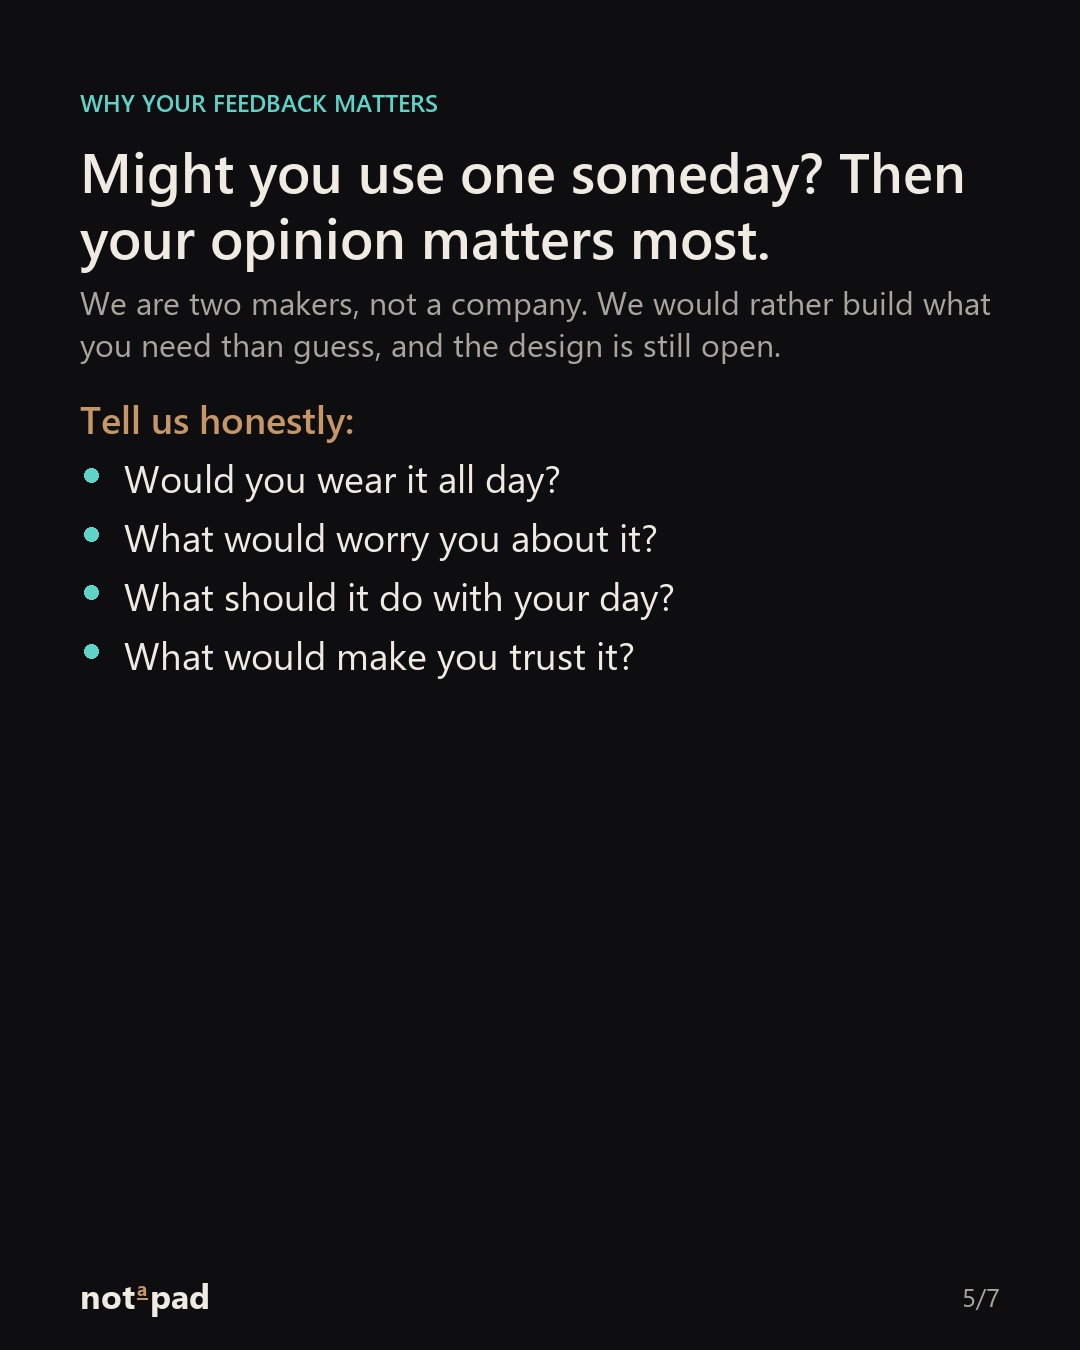 WHY YOUR FEEDBACK MATTERS
Might you use one someday? Then
your opinion matters most.
We are two makers, not a company. We would rather build what
you need than guess, and the design is still open.
Tell us honestly:
Would you wear it all day?
What would worry you about it?
What should it do with your day?
What would make you trust it?
notapad
5/7